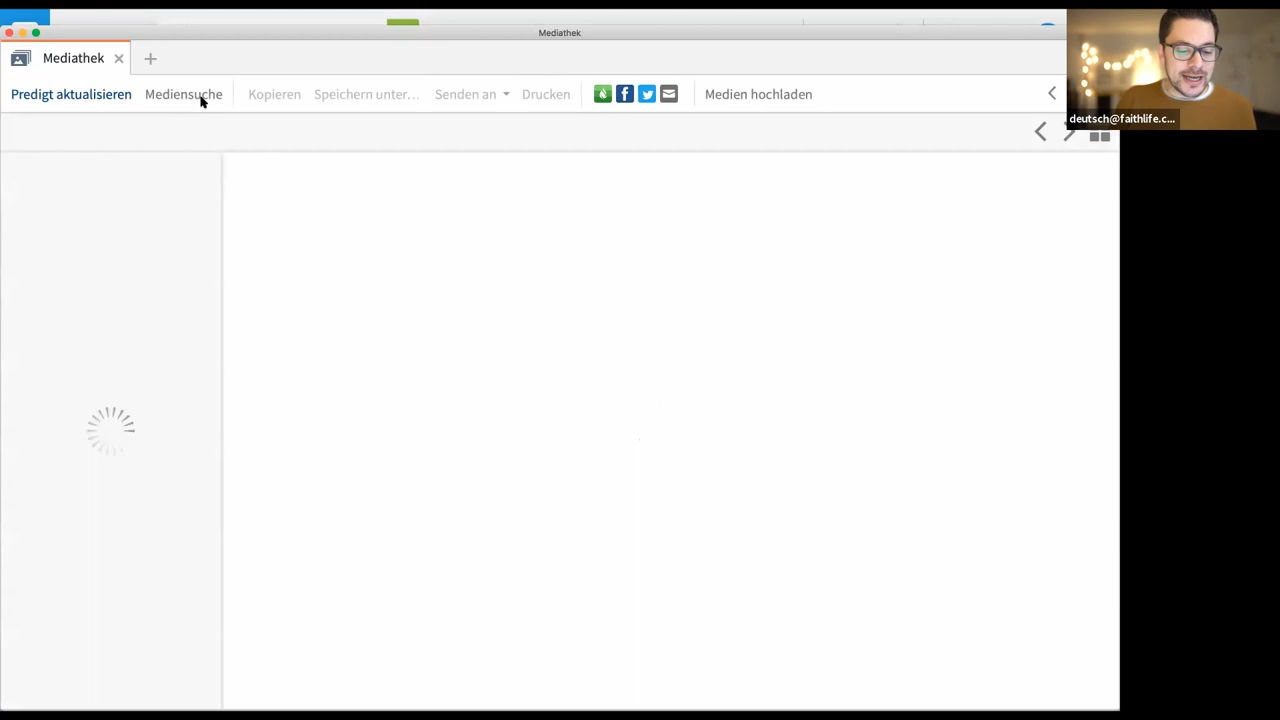 Mediathek
Mediathek
Predigt aktualisieren Mediensuche Kopieren Speichern unter... Senden an Drucken Medien hochladen
deutsch@faithlife.c...